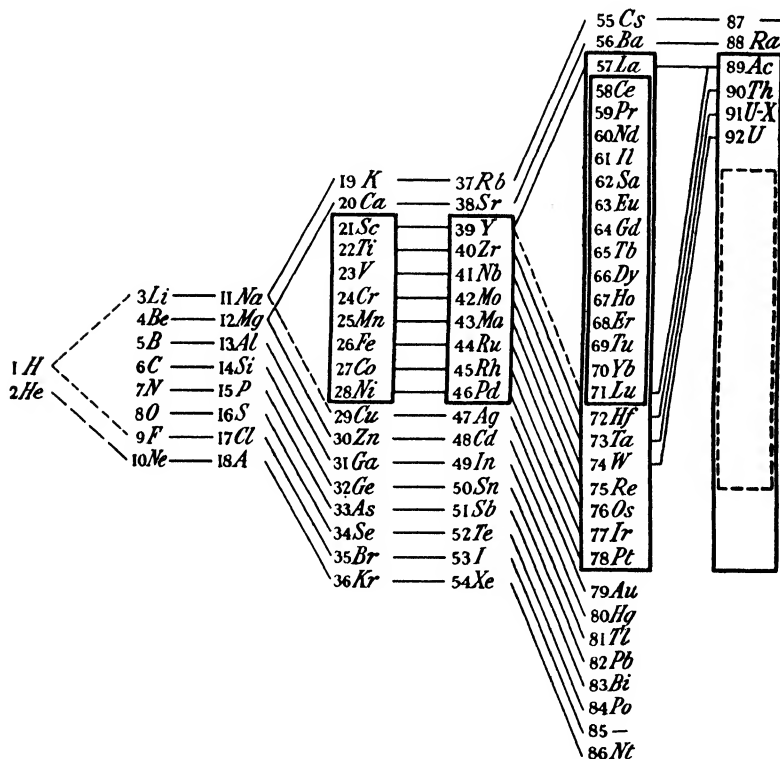 1 H
2 He
3 Li
4 Be
5 B
6 C
7 N
8 O
9 F
10 Ne
11 Na
12 Mg
13 Al
14 Si
15 P
16 S
17 Cl
18 A
19 K
20 Ca
21 Sc
22 Ti
23 V
24 Cr
25 Mn
26 Fe
27 Co
28 Ni
29 Cu
30 Zn
31 Ga
32 Ge
33 As
34 Se
35 Br
36 Kr
37 Rb
38 Sr
39 Y
40 Zr
41 Nb
42 Mo
43 Ma
44 Ru
45 Rh
46 Pd
47 Ag
48 Cd
49 In
50 Sn
51 Sb
52 Te
53 I
54 Xe
55 Cs
56 Ba
57 La
58 Ce
59 Pr
60 Nd
61 Il
62 Sa
63 Eu
64 Gd
65 Tb
66 Dy
67 Ho
68 Er
69 Tu
70 Yb
71 Lu
72 Hf
73 Ta
74 W
75 Re
76 Os
77 Ir
78 Pt
79 Au
80 Hg
81 Tl
82 Pb
83 Bi
84 Po
85 —
86 Nt
87 —
88 Ra
89 Ac
90 Th
91 U-X
92 U